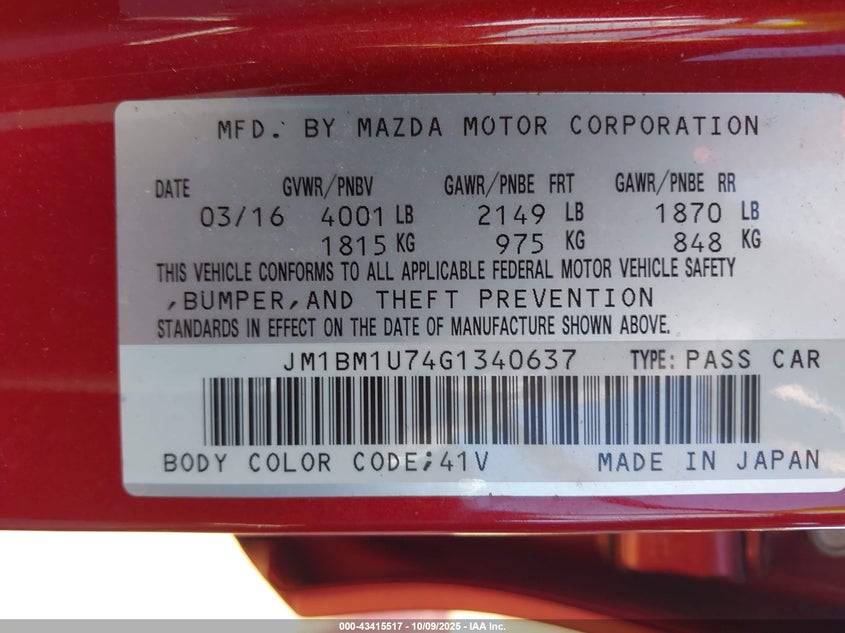 MFD. BY MAZDA MOTOR CORPORATION
DATE GVWR/PNBV GAWR/PNBE FRT GAWR/PNBE RR
03/16 4001 LB 2149 LB 1870 LB
1815 KG 975 KG 848 KG
THIS VEHICLE CONFORMS TO ALL APPLICABLE FEDERAL MOTOR VEHICLE SAFETY
,BUMPER,AND THEFT PREVENTION
STANDARDS IN EFFECT ON THE DATE OF MANUFACTURE SHOWN ABOVE.
JM1BM1U74G1340637 TYPE: PASS CAR
BODY COLOR CODE;41V MADE IN JAPAN
000-43415517 - 10/09/2025 - IAA Inc.